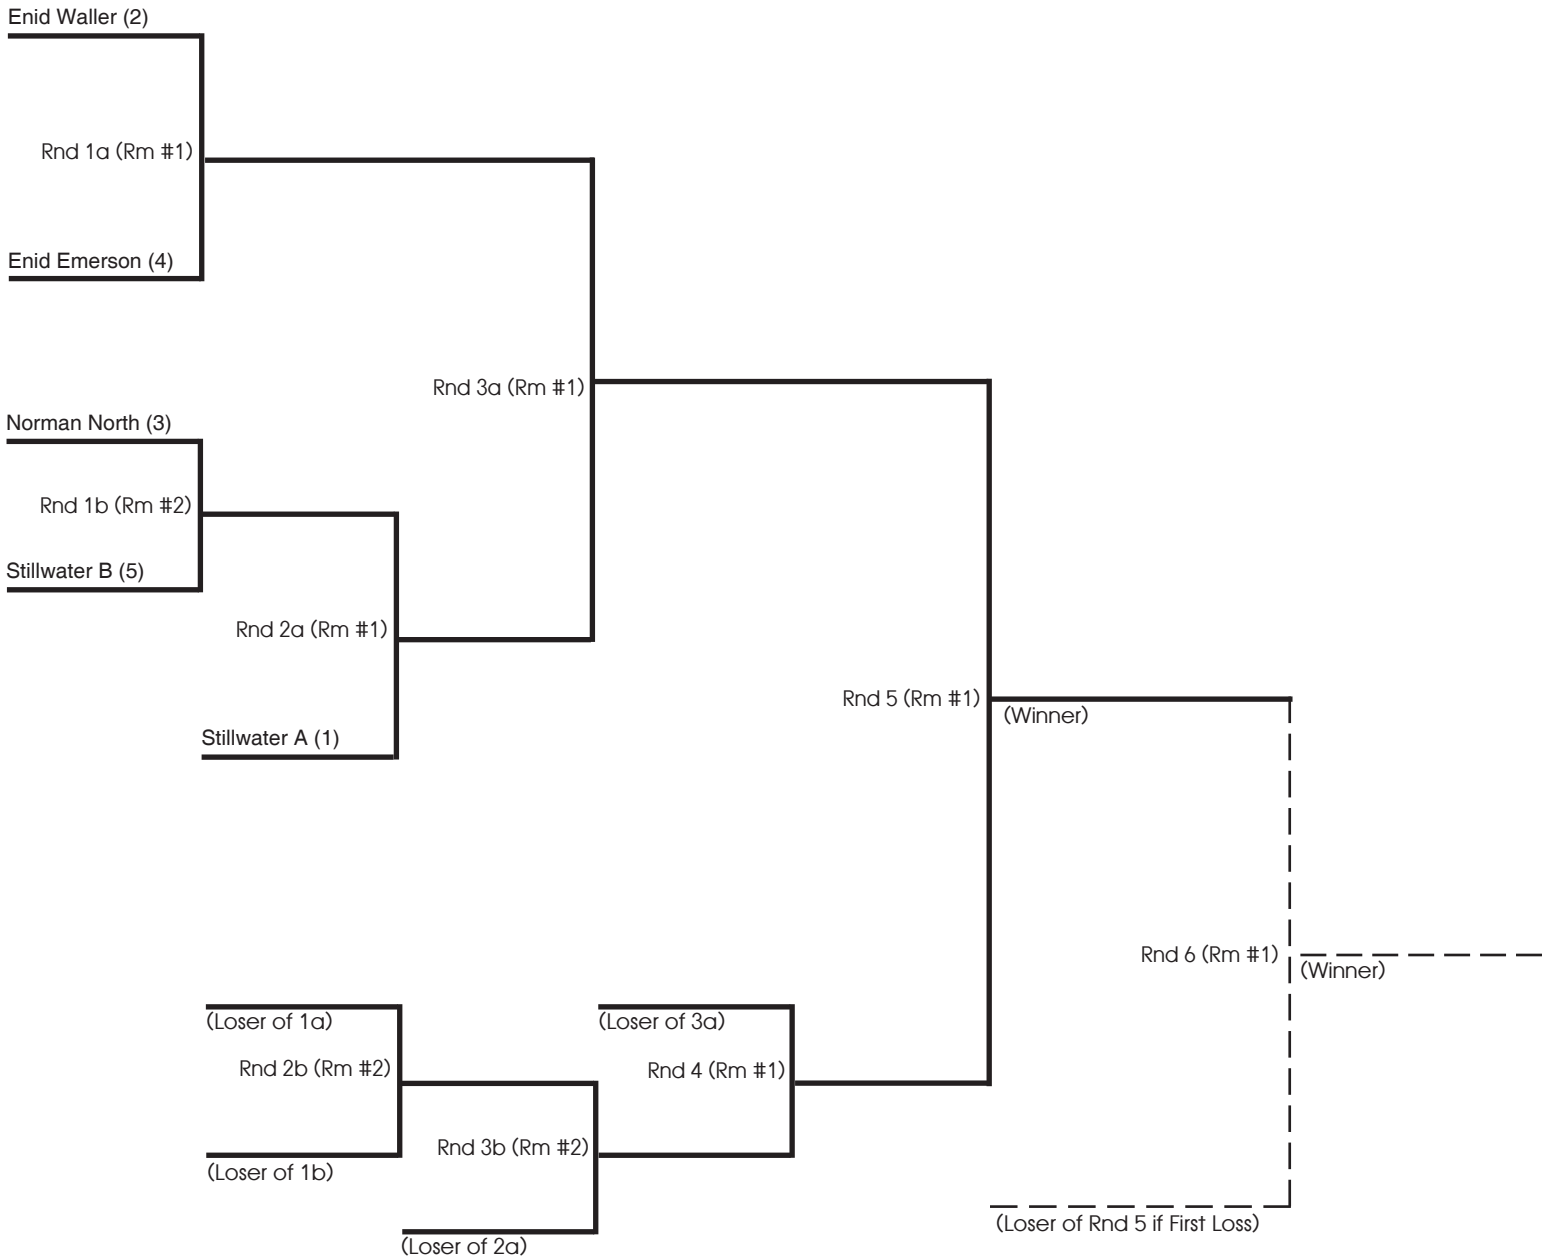 Enid Waller (2)
Rnd 1a (Rm #1)
Enid Emerson (4)
Rnd 3a (Rm #1)
Norman North (3)
Rnd 1b (Rm #2)
Stillwater B (5)
Rnd 2a (Rm #1)
Rnd 5 (Rm #1)
(Winner)
Stillwater A (1)
Rnd 6 (Rm #1)
(Winner)
(Loser of 1a)
(Loser of 3a)
Rnd 2b (Rm #2)
Rnd 4 (Rm #1)
Rnd 3b (Rm #2)
(Loser of 1b)
(Loser of Rnd 5 if First Loss)
(Loser of 2a)